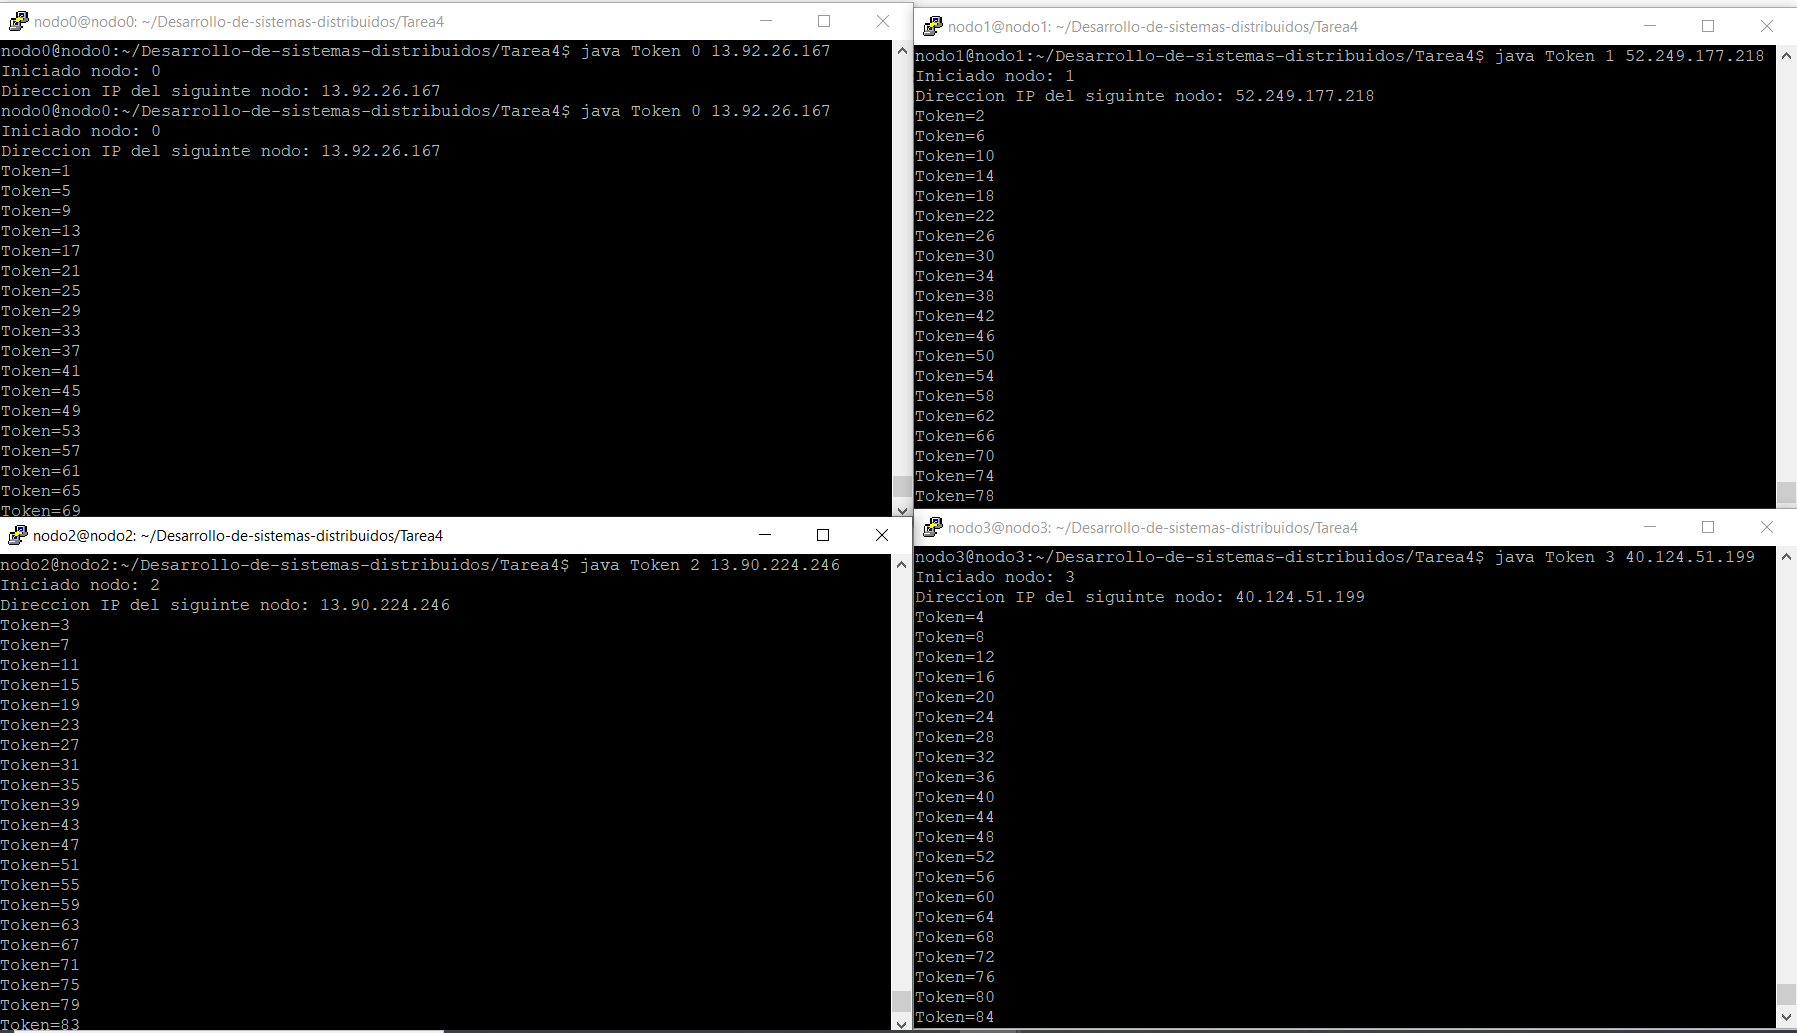 nodo0@nodo0: ~/Desarrollo-de-sistemas-distribuidos/Tarea4
nodo0@nodo0:~/Desarrollo-de-sistemas-distribuidos/Tarea4$ java Token 0 13.92.26.167
Iniciado nodo: 0
Direccion IP del siguinte nodo: 13.92.26.167
nodo0@nodo0:~/Desarrollo-de-sistemas-distribuidos/Tarea4$ java Token 0 13.92.26.167
Iniciado nodo: 0
Direccion IP del siguinte nodo: 13.92.26.167
Token=1
Token=5
Token=9
Token=13
Token=17
Token=21
Token=25
Token=29
Token=33
Token=37
Token=41
Token=45
Token=49
Token=53
Token=57
Token=61
Token=65
Token=69
nodo1@nodo1: ~/Desarrollo-de-sistemas-distribuidos/Tarea4
nodo1@nodo1:~/Desarrollo-de-sistemas-distribuidos/Tarea4$ java Token 1 52.249.177.218
Iniciado nodo: 1
Direccion IP del siguinte nodo: 52.249.177.218
Token=2
Token=6
Token=10
Token=14
Token=18
Token=22
Token=26
Token=30
Token=34
Token=38
Token=42
Token=46
Token=50
Token=54
Token=58
Token=62
Token=66
Token=70
Token=74
Token=78
nodo2@nodo2: ~/Desarrollo-de-sistemas-distribuidos/Tarea4
nodo2@nodo2:~/Desarrollo-de-sistemas-distribuidos/Tarea4$ java Token 2 13.90.224.246
Iniciado nodo: 2
Direccion IP del siguinte nodo: 13.90.224.246
Token=3
Token=7
Token=11
Token=15
Token=19
Token=23
Token=27
Token=31
Token=35
Token=39
Token=43
Token=47
Token=51
Token=55
Token=59
Token=63
Token=67
Token=71
Token=75
Token=79
Token=83
nodo3@nodo3: ~/Desarrollo-de-sistemas-distribuidos/Tarea4
nodo3@nodo3:~/Desarrollo-de-sistemas-distribuidos/Tarea4$ java Token 3 40.124.51.199
Iniciado nodo: 3
Direccion IP del siguinte nodo: 40.124.51.199
Token=4
Token=8
Token=12
Token=16
Token=20
Token=24
Token=28
Token=32
Token=36
Token=40
Token=44
Token=48
Token=52
Token=56
Token=60
Token=64
Token=68
Token=72
Token=76
Token=80
Token=84